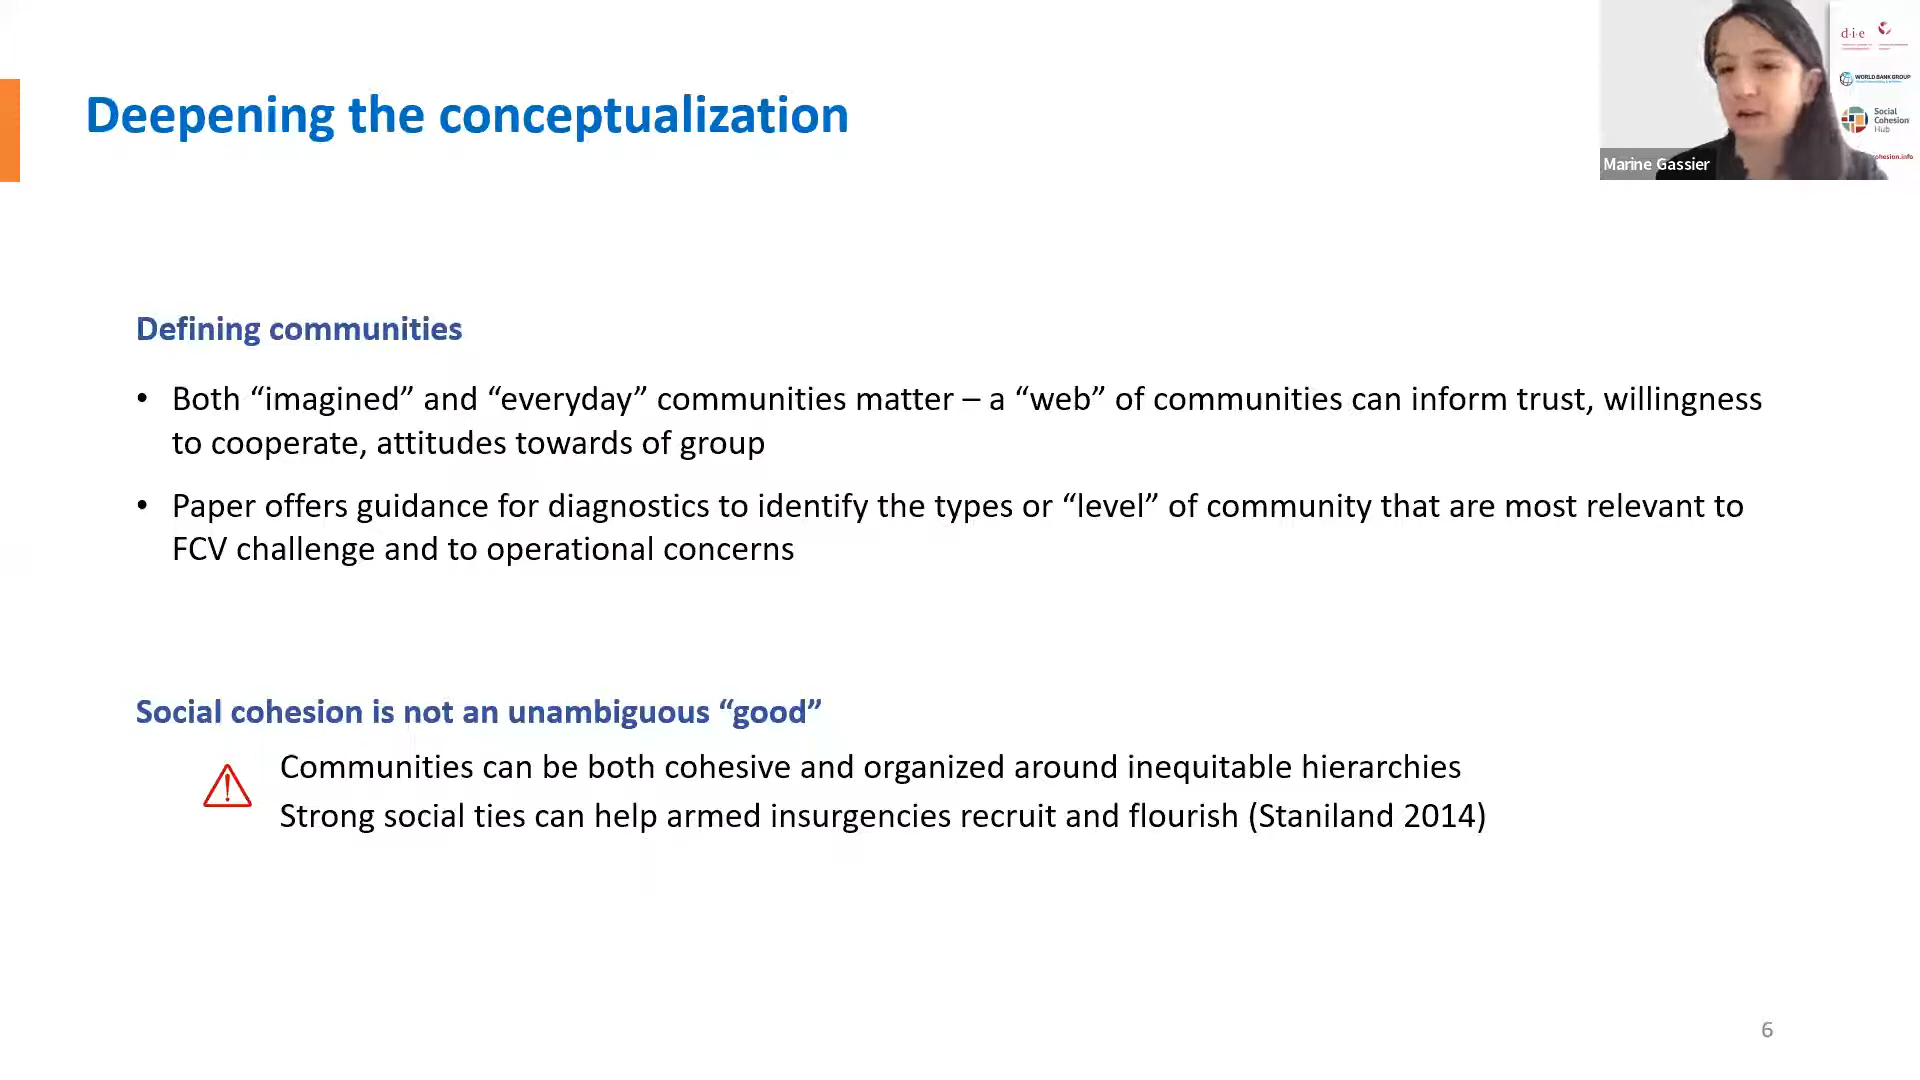 Deepening the conceptualization
d·i·e
WORLD BANK GROUP
Social
Cohesion
Hub
Marine Gassier
Defining communities
• Both “imagined” and “everyday” communities matter – a “web” of communities can inform trust, willingness
to cooperate, attitudes towards of group
• Paper offers guidance for diagnostics to identify the types or “level” of community that are most relevant to
FCV challenge and to operational concerns
Social cohesion is not an unambiguous “good”
Communities can be both cohesive and organized around inequitable hierarchies
Strong social ties can help armed insurgencies recruit and flourish (Staniland 2014)
6